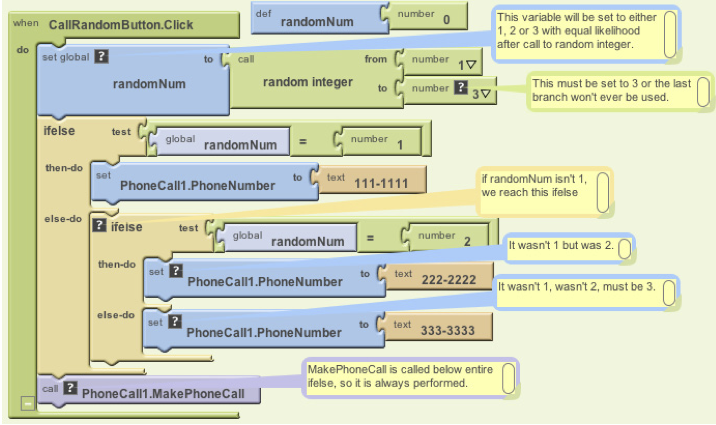 when CallRandomButton.Click
def randomNum number 0
This variable will be set to either
1, 2 or 3 with equal likelihood
after call to random integer.
do
set global ? randomNum to
call random integer
from number 1
to number ? 3
This must be set to 3 or the last
branch won't ever be used.
ifelse test global randomNum = number 1
then-do
set PhoneCall1.PhoneNumber to text 111-1111
if randomNum isn't 1,
we reach this ifelse
else-do
? ifelse test global randomNum = number 2
It wasn't 1 but was 2.
then-do
set ? PhoneCall1.PhoneNumber to text 222-2222
It wasn't 1, wasn't 2, must be 3.
else-do
set ? PhoneCall1.PhoneNumber to text 333-3333
MakePhoneCall is called below entire
ifelse, so it is always performed.
call ? PhoneCall1.MakePhoneCall